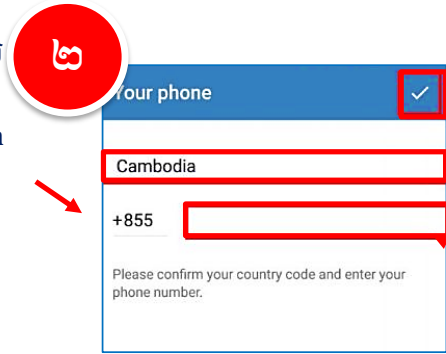 ២
Your phone
Cambodia
+855
Please confirm your country code and enter your
phone number.